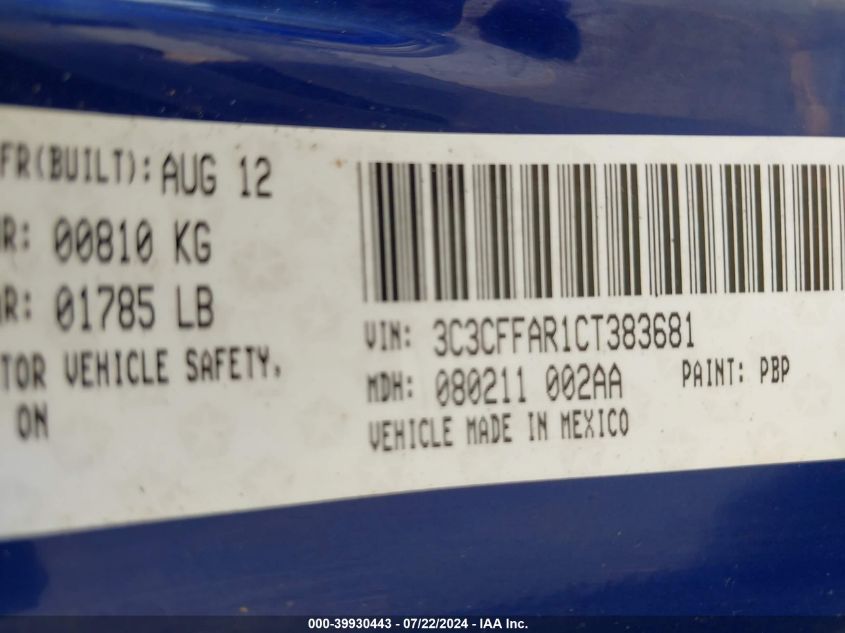 FR(BUILT): AUG 12
R: 00810 KG
R: 01785 LB
TOR VEHICLE SAFETY,
ON
VIN: 3C3CFFAR1CT383681
MDH: 080211 002AA PAINT: PBP
VEHICLE MADE IN MEXICO
000-39930443 - 07/22/2024 - IAA Inc.